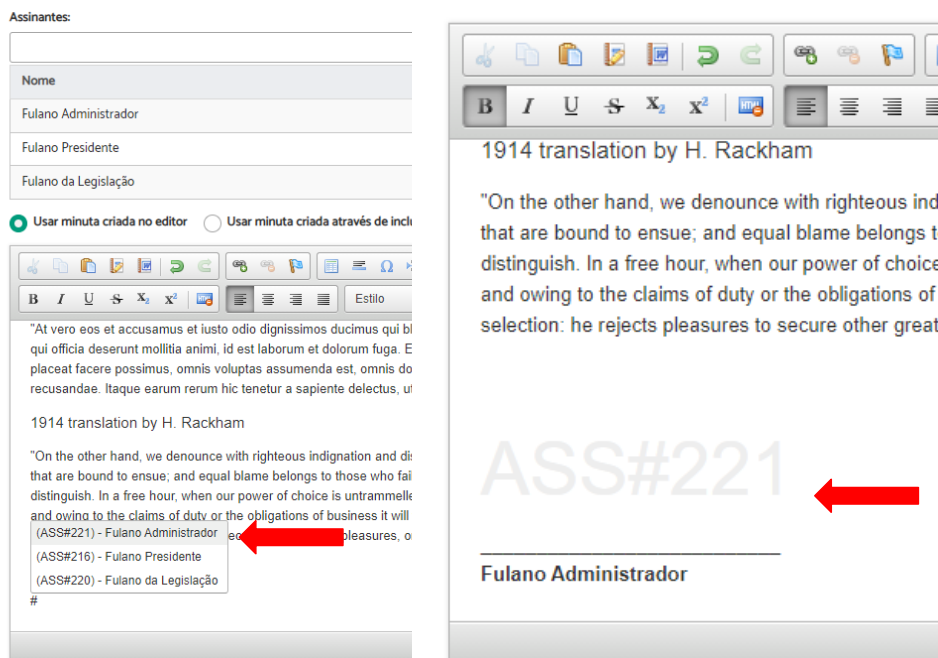 Assinantes:
Nome
Fulano Administrador
Fulano Presidente
Fulano da Legislação
Usar minuta criada no editor
Usar minuta criada através de
B I U S X₂ X²
Estilo
"At vero eos et accusamus et iusto odio dignissimos ducimus qui
qui officia deserunt mollitia animi, id est laborum et dolorum fuga. E
placeat facere possimus, omnis voluptas assumenda est, omnis do
recusandae. Itaque earum rerum hic tenetur a sapiente delectus, u
1914 translation by H. Rackham
"On the other hand, we denounce with righteous indignation and
that are bound to ensue; and equal blame belongs to those who fai
distinguish. In a free hour, when our power of choice is untrammelle
and owing to the claims of duty or the obligations of business it will
pleasures, o
(ASS#221) - Fulano Administrador
(ASS#216) - Fulano Presidente
(ASS#220) - Fulano da Legislação
#
B I U S X₂ X²
1914 translation by H. Rackham
"On the other hand, we denounce with righteous ind
that are bound to ensue; and equal blame belongs t
distinguish. In a free hour, when our power of choice
and owing to the claims of duty or the obligations of
selection: he rejects pleasures to secure other great
ASS#221
Fulano Administrador